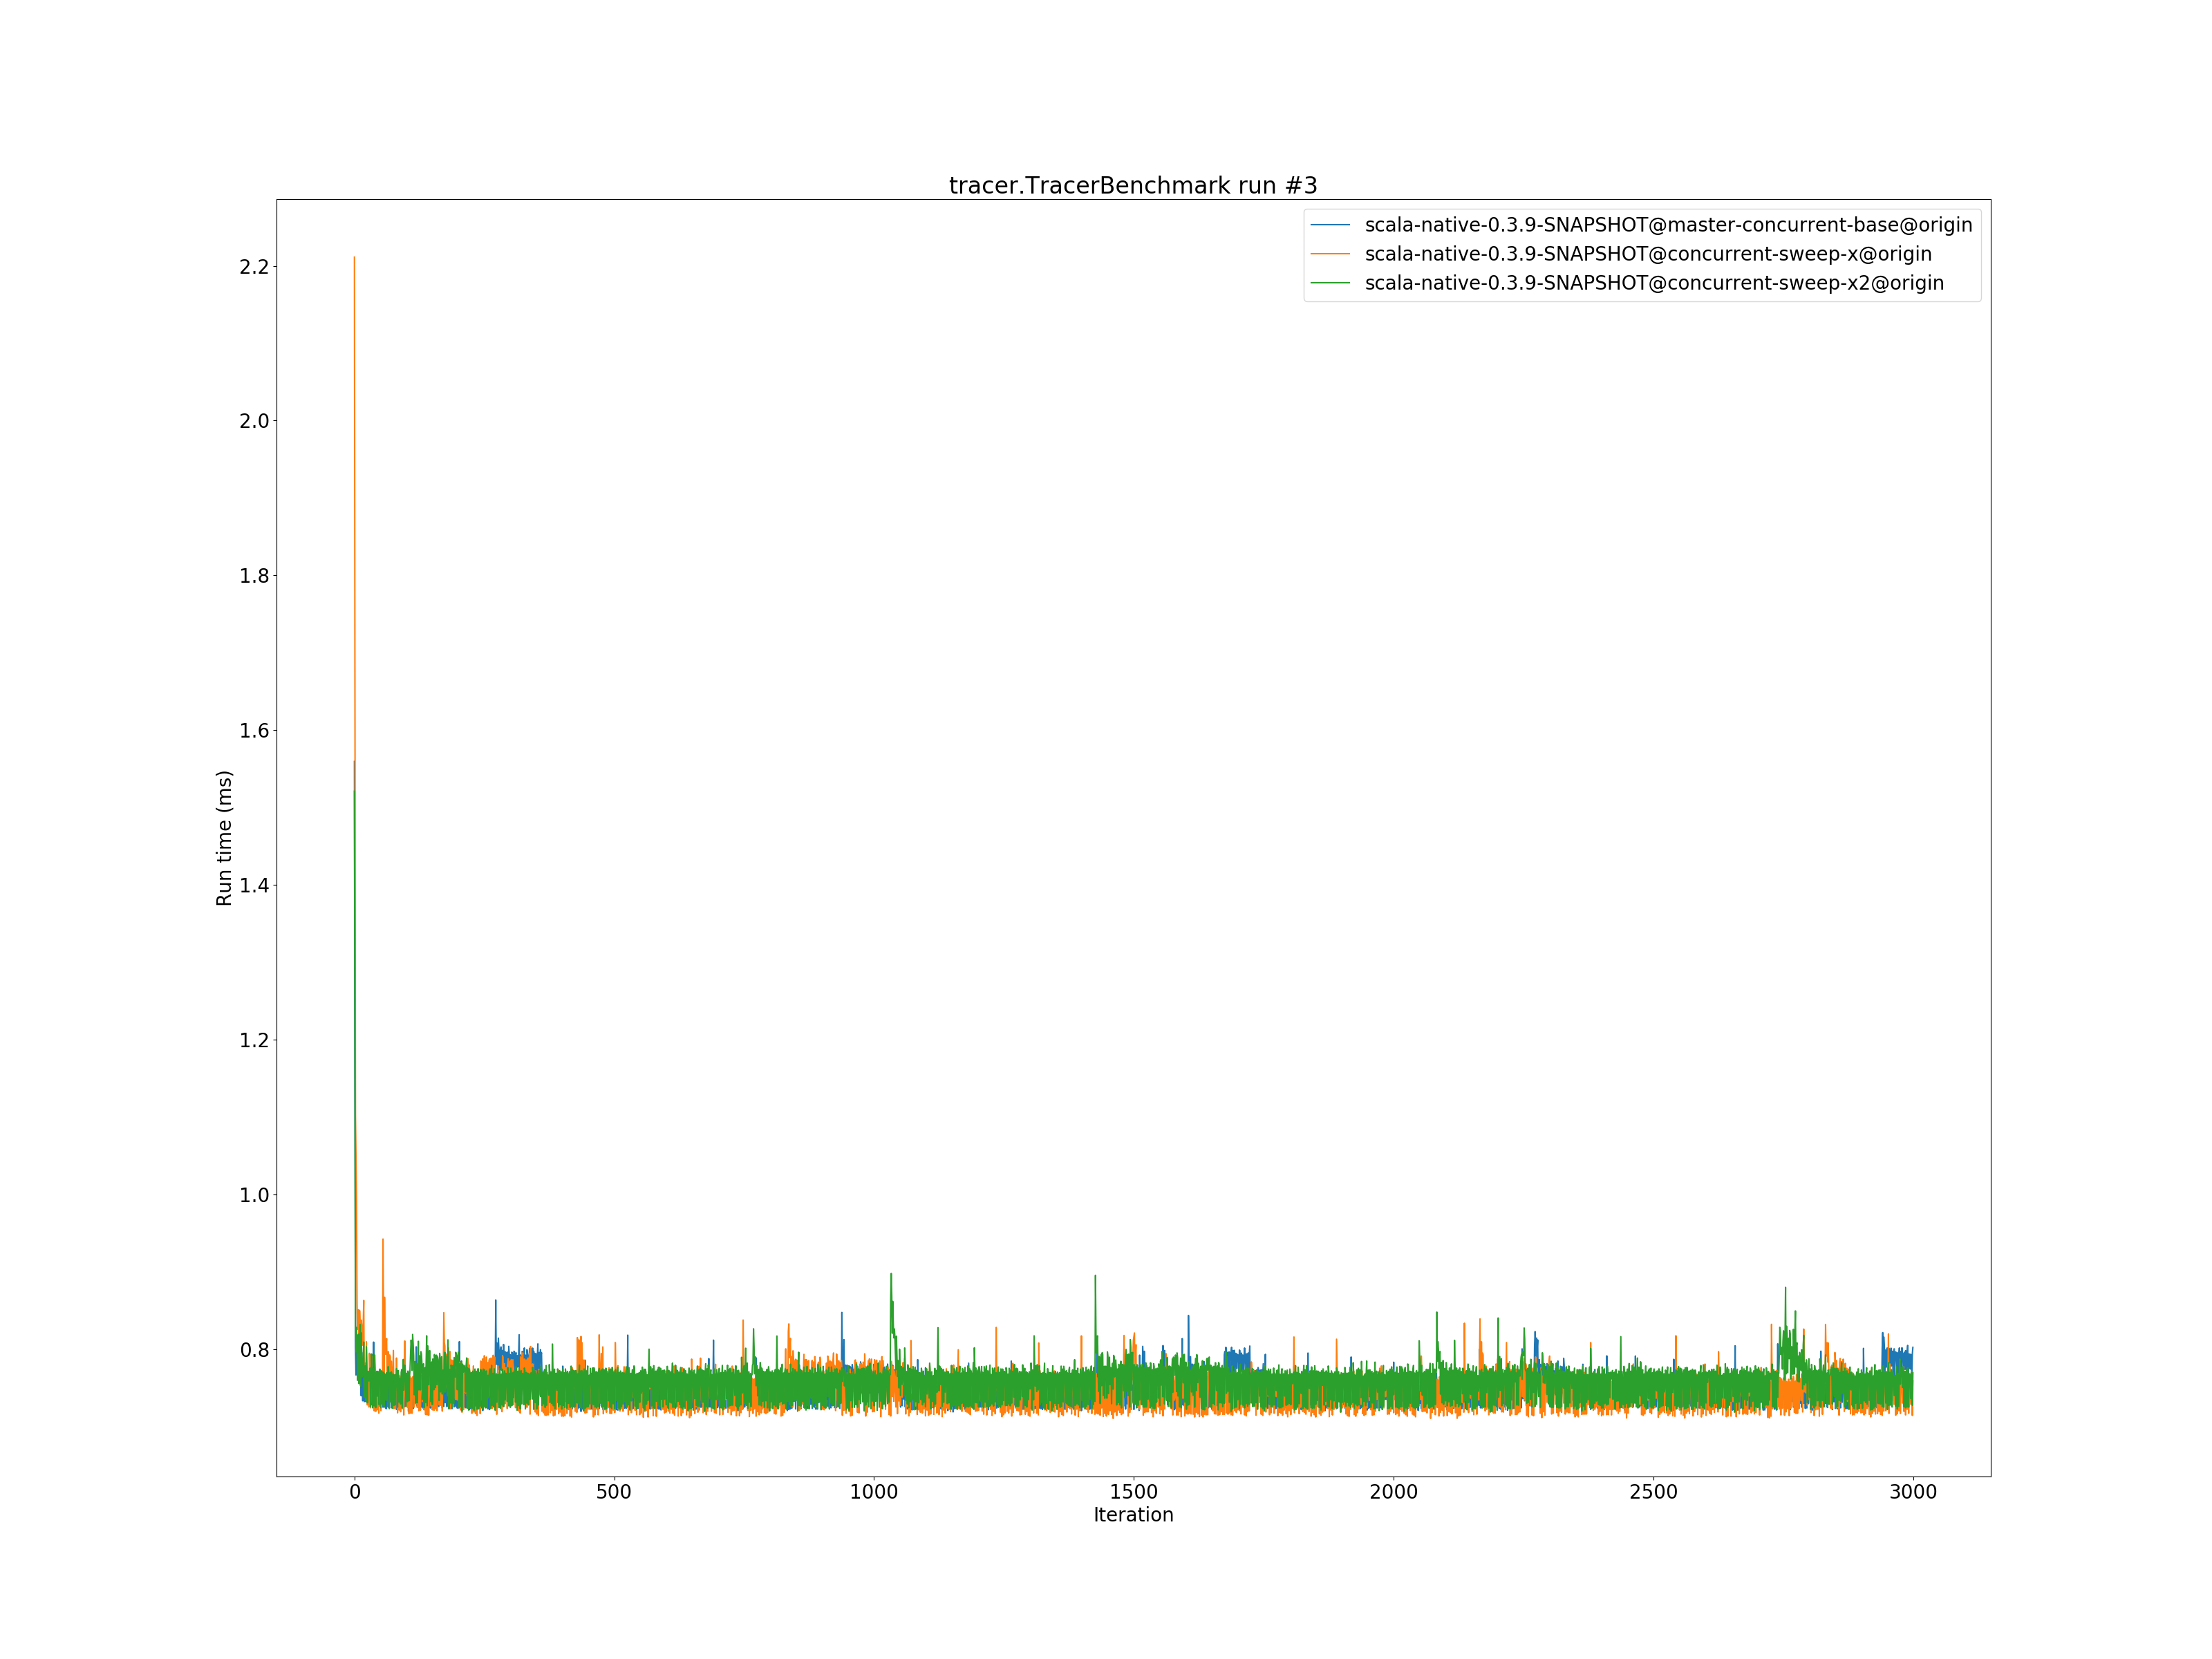 tracer.TracerBenchmark run #3
scala-native-0.3.9-SNAPSHOT@master-concurrent-base@origin
scala-native-0.3.9-SNAPSHOT@concurrent-sweep-x@origin
scala-native-0.3.9-SNAPSHOT@concurrent-sweep-x2@origin
2.2
2.0
1.8
1.6
1.4
1.2
1.0
0.8
Run time (ms)
0 500 1000 1500 2000 2500 3000
Iteration